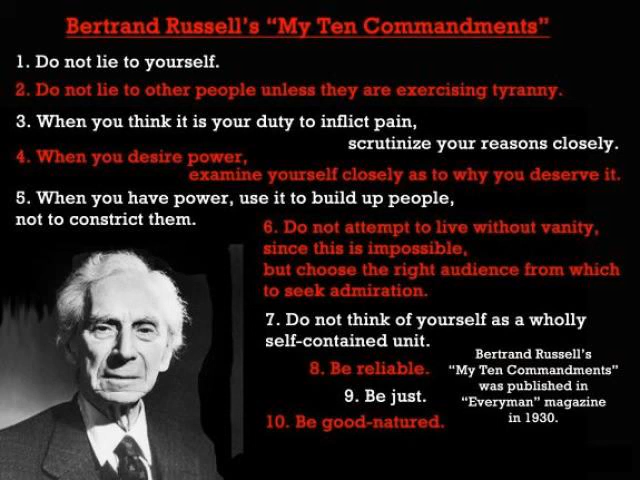 Bertrand Russell's “My Ten Commandments”
1. Do not lie to yourself.
2. Do not lie to other people unless they are exercising tyranny.
3. When you think it is your duty to inflict pain,
scrutinize your reasons closely.
4. When you desire power,
examine yourself closely as to why you deserve it.
5. When you have power, use it to build up people,
not to constrict them.
6. Do not attempt to live without vanity,
since this is impossible,
but choose the right audience from which
to seek admiration.
7. Do not think of yourself as a wholly
self-contained unit.
8. Be reliable.
9. Be just.
10. Be good-natured.
Bertrand Russell's
“My Ten Commandments”
was published in
“Everyman” magazine
in 1930.